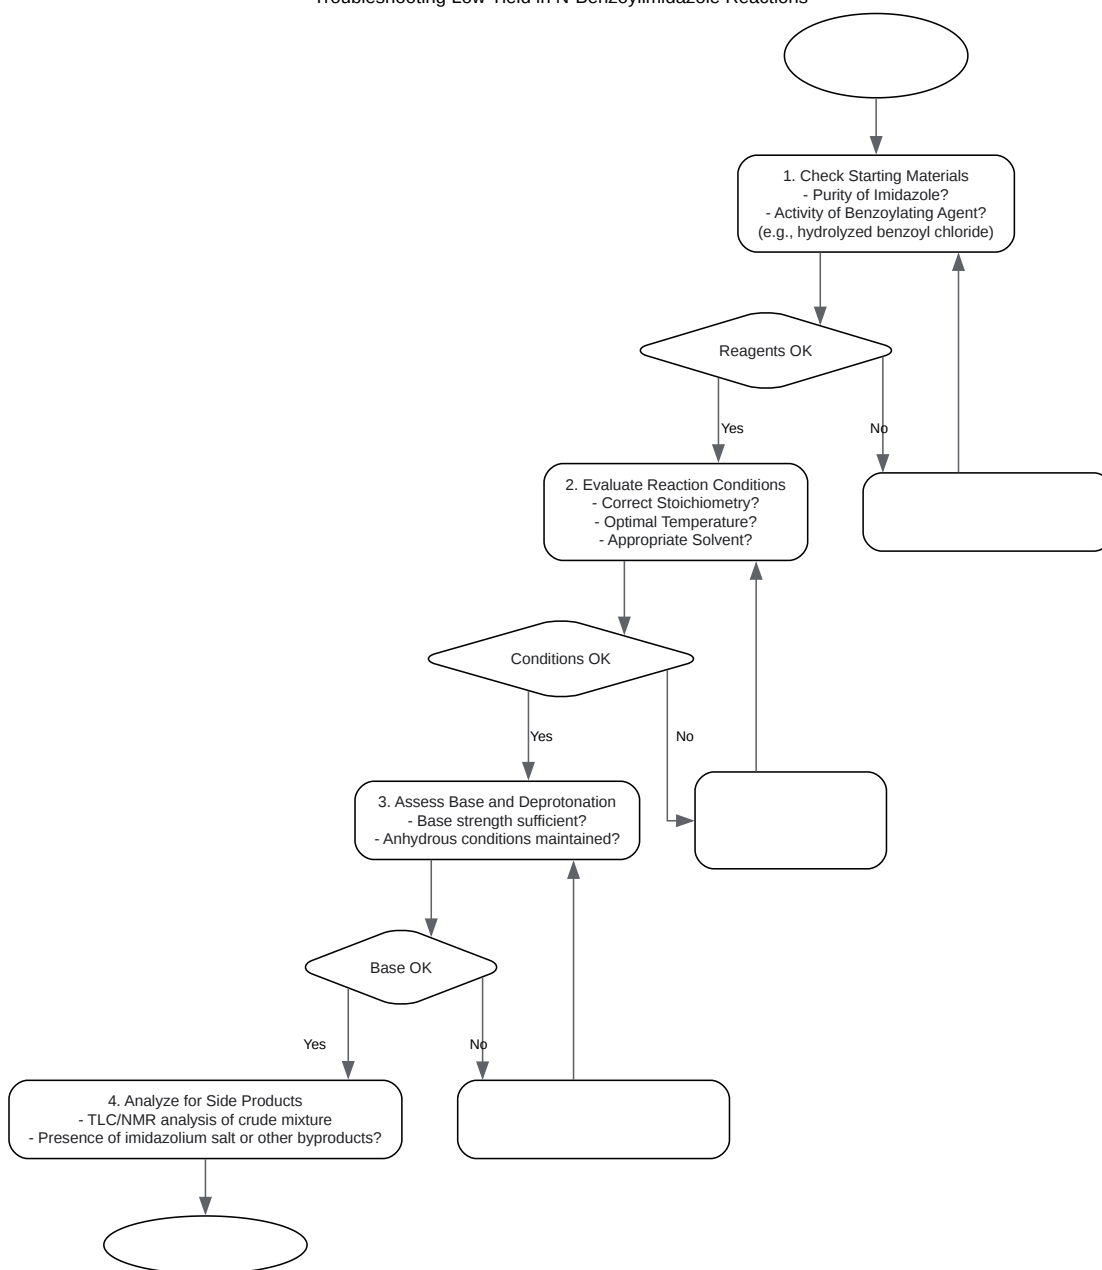 Troubleshooting Low Yield in N-Benzoylimidazole Reactions
1. Check Starting Materials
- Purity of Imidazole?
- Activity of Benzoylating Agent?
(e.g., hydrolyzed benzoyl chloride)
Reagents OK
Yes
No
2. Evaluate Reaction Conditions
- Correct Stoichiometry?
- Optimal Temperature?
- Appropriate Solvent?
Conditions OK
Yes
No
3. Assess Base and Deprotonation
- Base strength sufficient?
- Anhydrous conditions maintained?
Base OK
Yes
No
4. Analyze for Side Products
- TLC/NMR analysis of crude mixture
- Presence of imidazolium salt or other byproducts?